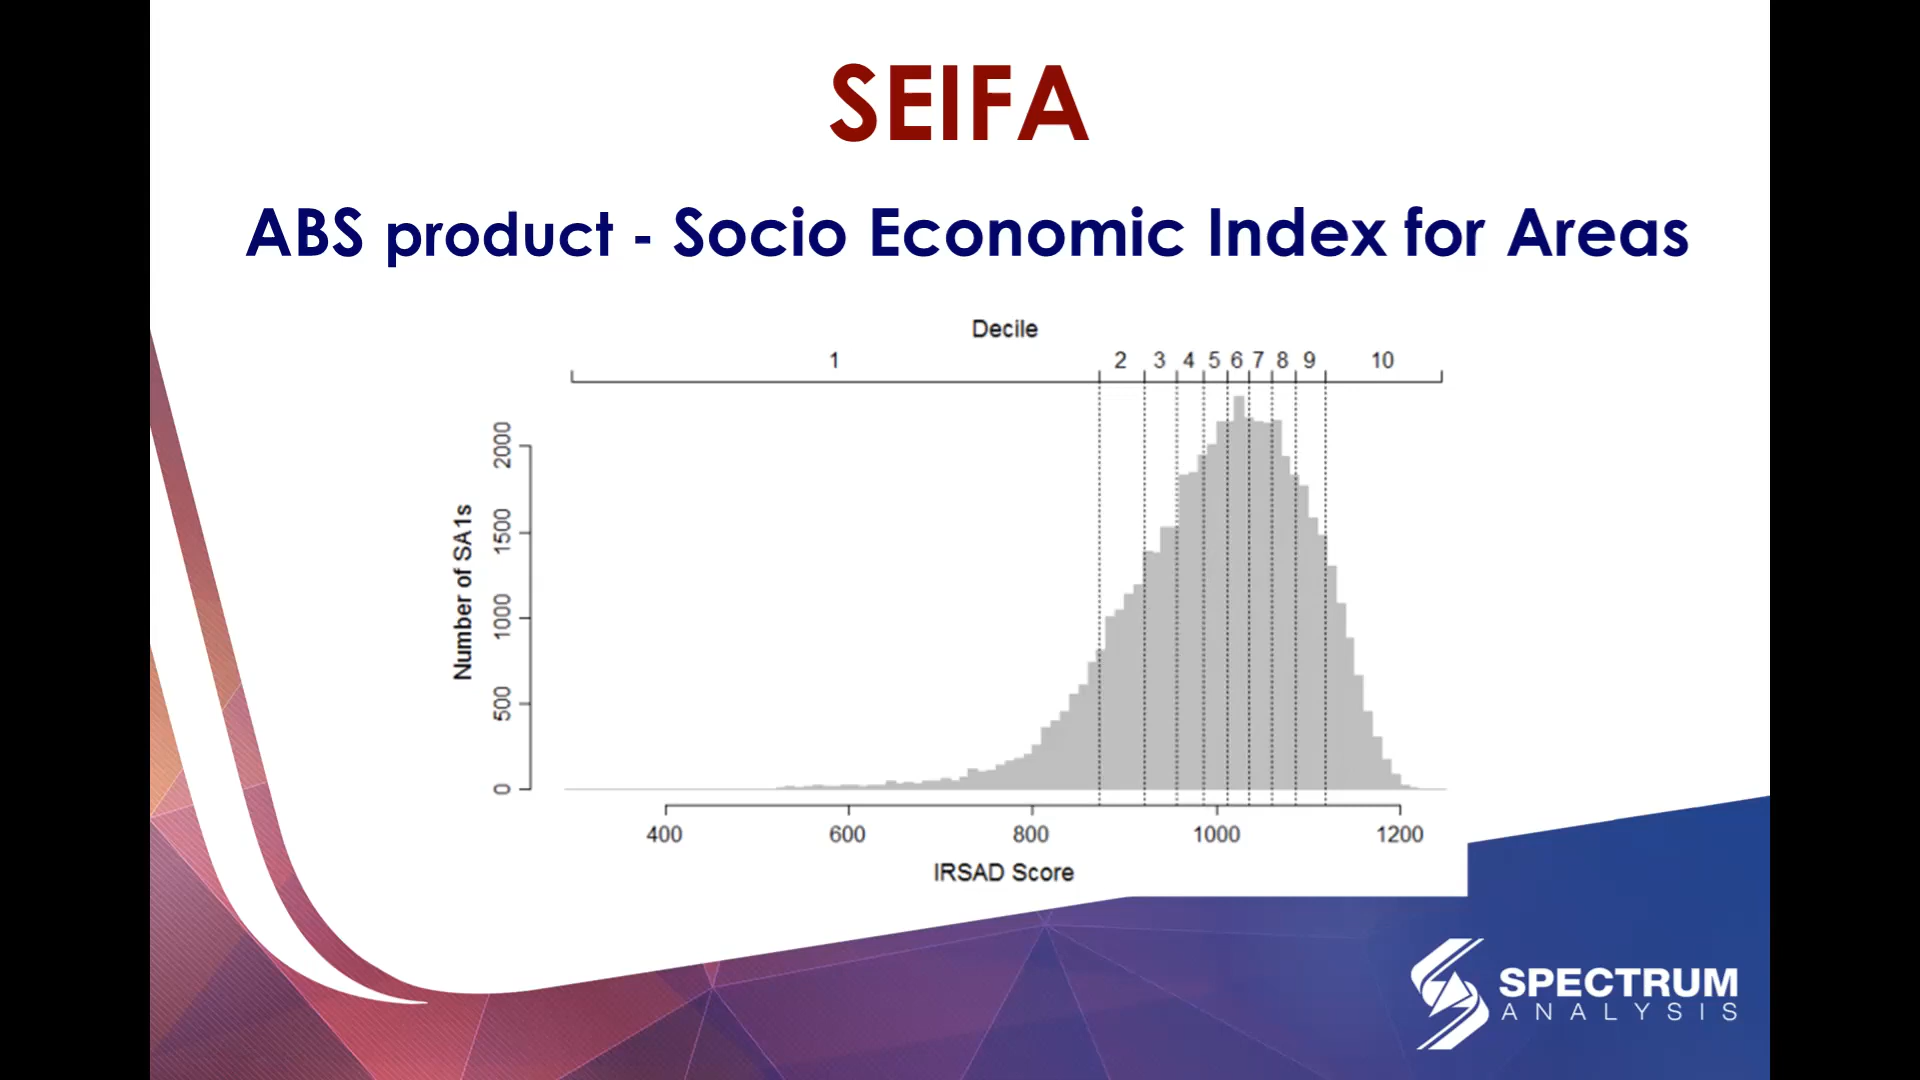 SEIFA
ABS product - Socio Economic Index for Areas
Decile
1 2 3 4 5 6 7 8 9 10
Number of SA1s
2000
1500
1000
500
0
400 600 800 1000 1200
IRSAD Score
SPECTRUM
ANALYSIS